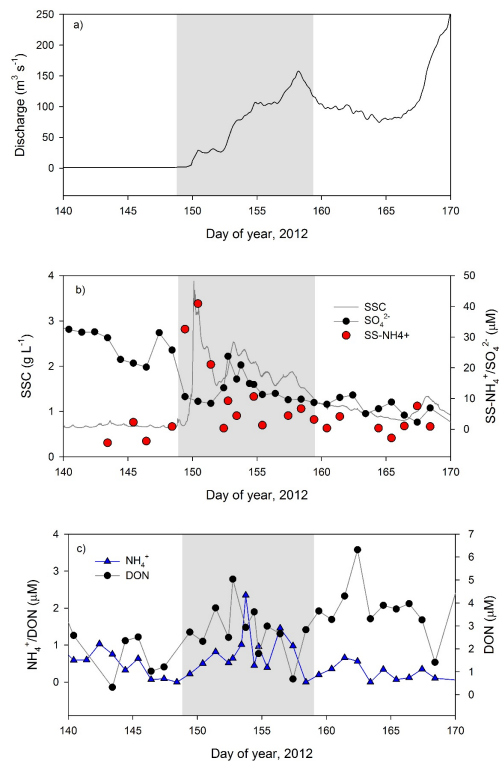 a)
250
200
150
100
50
0
Discharge (m³ s⁻¹)
140 145 150 155 160 165 170
Day of year, 2012
b)
4
3
2
1
0
SSC (g L⁻¹)
SSC
SO₄²⁻
SS-NH4+
50
40
30
20
10
0
SS-NH₄⁺/SO₄²⁻ (μM)
140 145 150 155 160 165 170
Day of year, 2012
c)
4
3
2
1
0
NH₄⁺/DON (μM)
NH₄⁺
DON
7
6
5
4
3
2
1
0
DON (μM)
140 145 150 155 160 165 170
Day of year, 2012